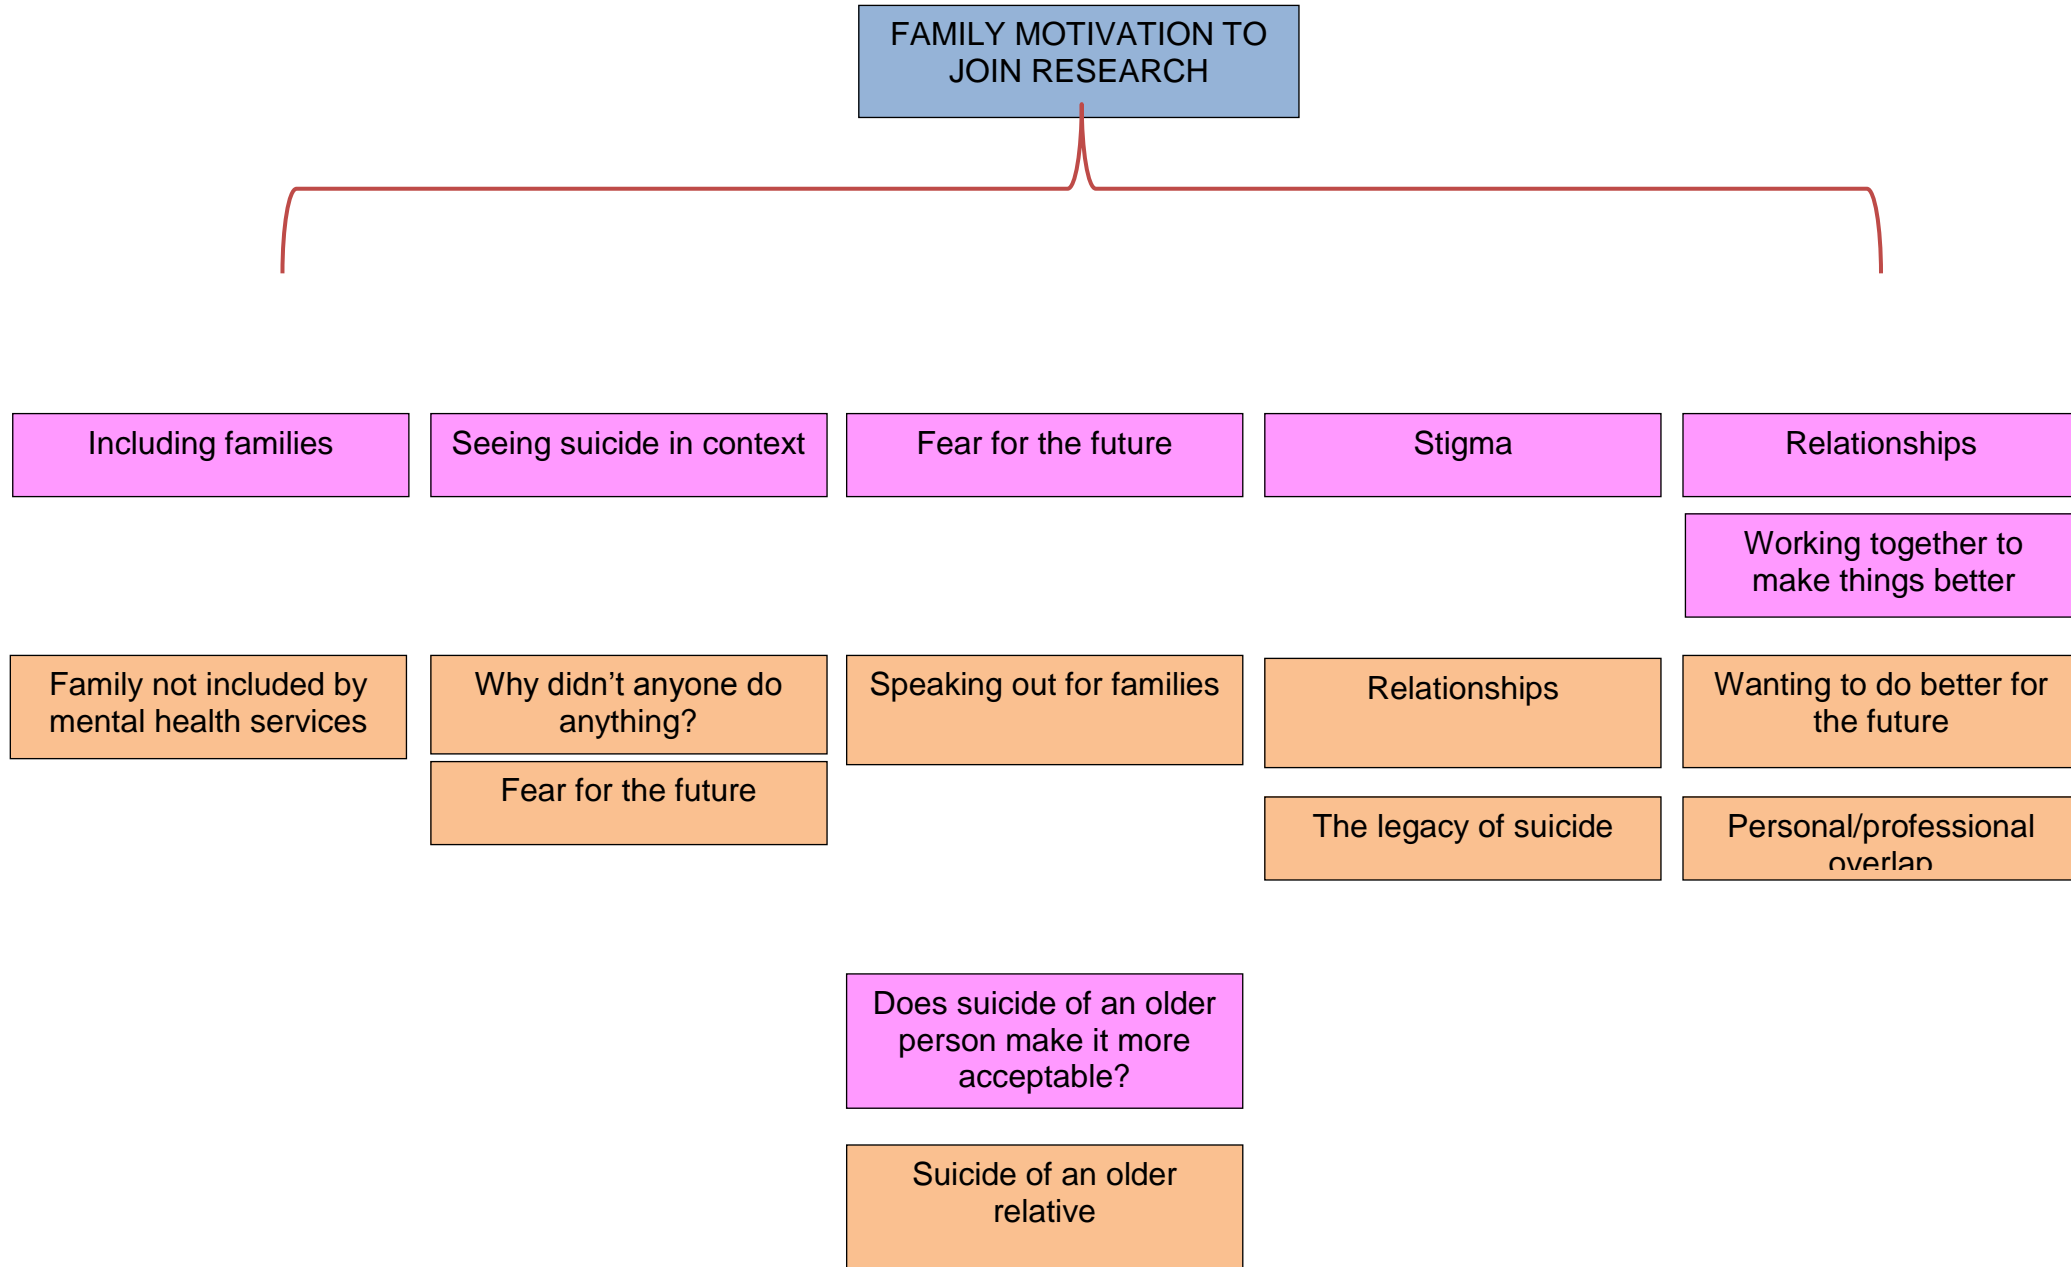 FAMILY MOTIVATION TO
JOIN RESEARCH
Including families
Seeing suicide in context
Fear for the future
Stigma
Relationships
Working together to
make things better
Family not included by
mental health services
Why didn’t anyone do
anything?
Speaking out for families
Relationships
Wanting to do better for
the future
Fear for the future
The legacy of suicide
Personal/professional
overlap
Does suicide of an older
person make it more
acceptable?
Suicide of an older
relative